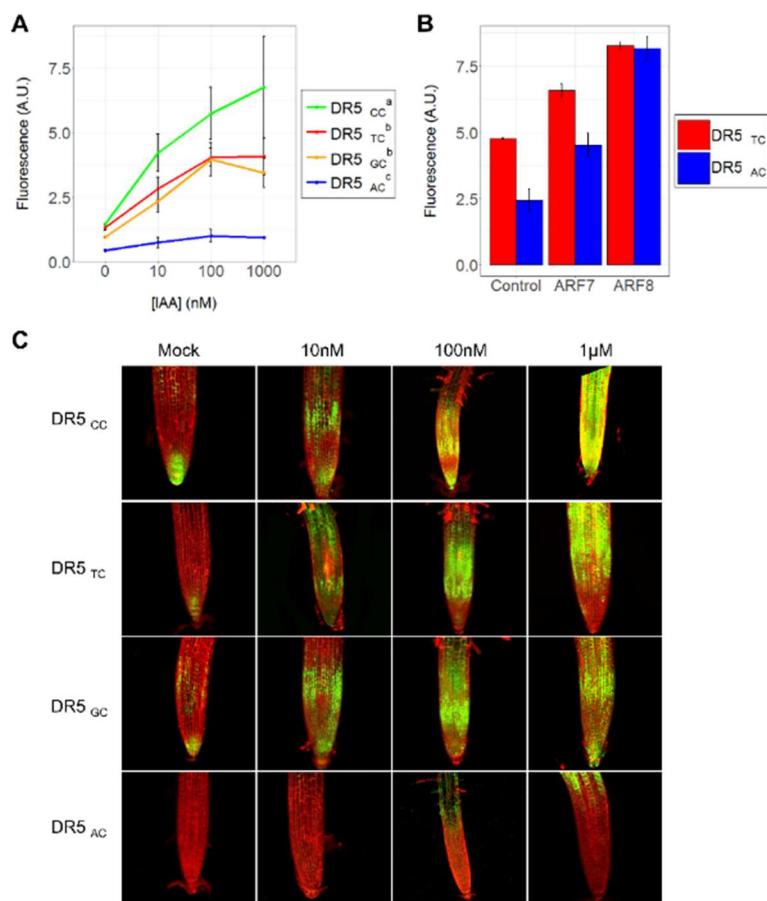 A
Fluorescence (A.U.)
7.5
5.0
2.5
0.0
0 10 100 1000
[IAA] (nM)
DR5 CC a
DR5 TC b
DR5 GC b
DR5 AC c
B
Fluorescence (A.U.)
7.5
5.0
2.5
0.0
Control ARF7 ARF8
DR5 TC
DR5 AC
C
Mock 10nM 100nM 1µM
DR5 CC
DR5 TC
DR5 GC
DR5 AC